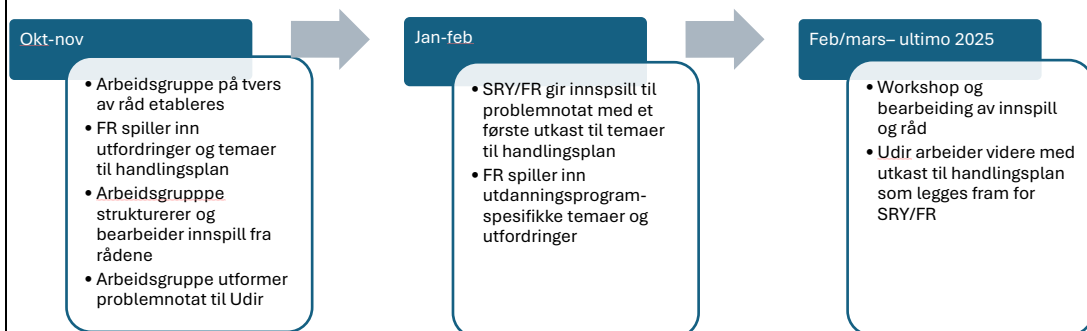 Okt-nov
• Arbeidsgruppe på tvers
av råd etableres
• FR spiller inn
utfordringer og temaer
til handlingsplan
• Arbeidsgrupppe
strukturerer og
bearbeider innspill fra
rådene
• Arbeidsgruppe utformer
problemnotat til Udir
Jan-feb
• SRY/FR gir innspsill til
problemnotat med et
første utkast til temaer
til handlingsplan
• FR spiller inn
utdanningsprogram-
spesifikke temaer og
utfordringer
Feb/mars– ultimo 2025
• Workshop og
bearbeiding av innspill
og råd
• Udir arbeider videre med
utkast til handlingsplan
som legges fram for
SRY/FR